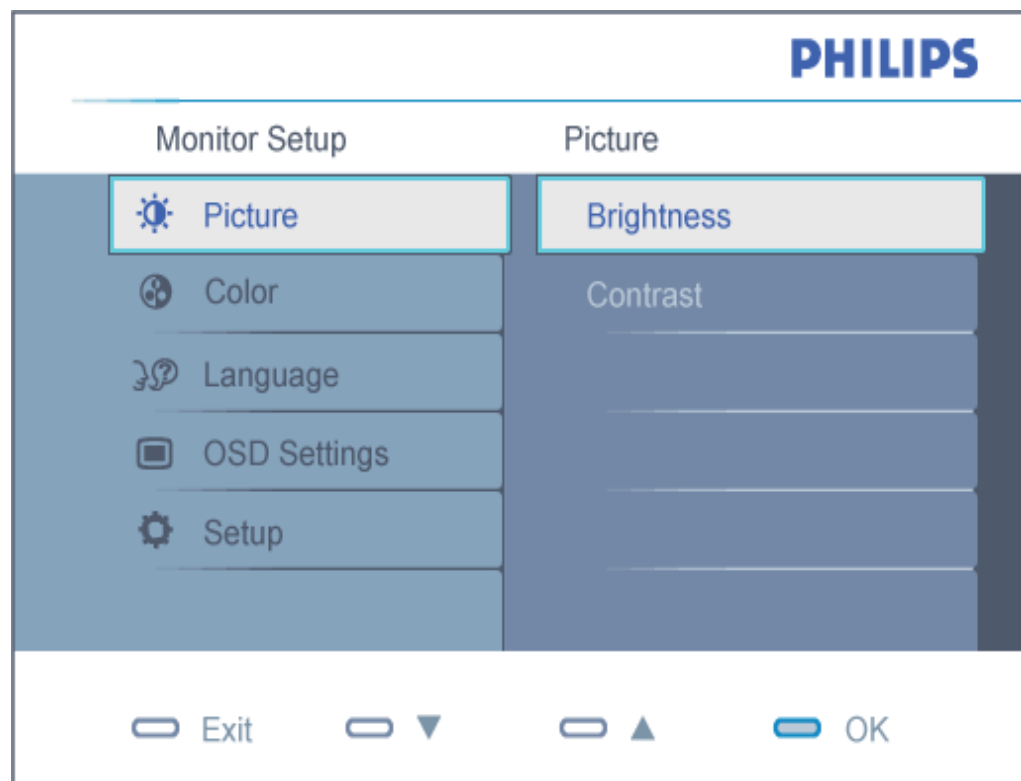 PHILIPS
Monitor Setup Picture
Picture Brightness
Color Contrast
Language
OSD Settings
Setup
Exit ▼ ▲ OK